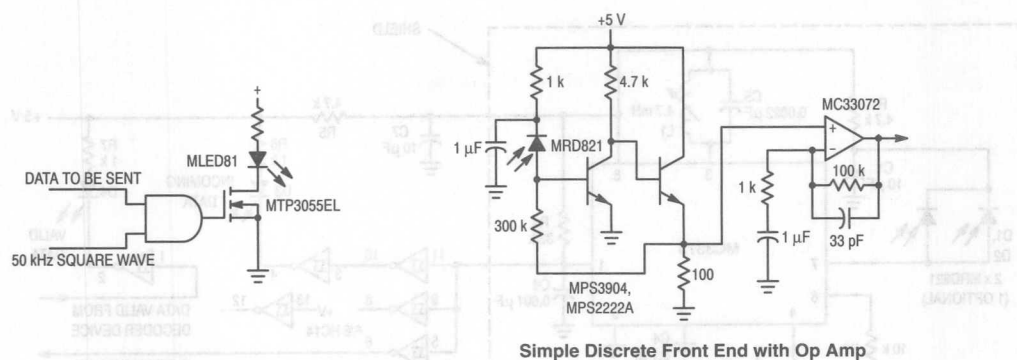 +5 V
1 k
4.7 k
MC33072
+
+
−
1 µF
MRD821
MLED81
DATA TO BE SENT
MTP3055EL
100 k
1 k
300 k
1 µF
33 pF
50 kHz SQUARE WAVE
100
MPS3904,
MPS2222A
Simple Discrete Front End with Op Amp